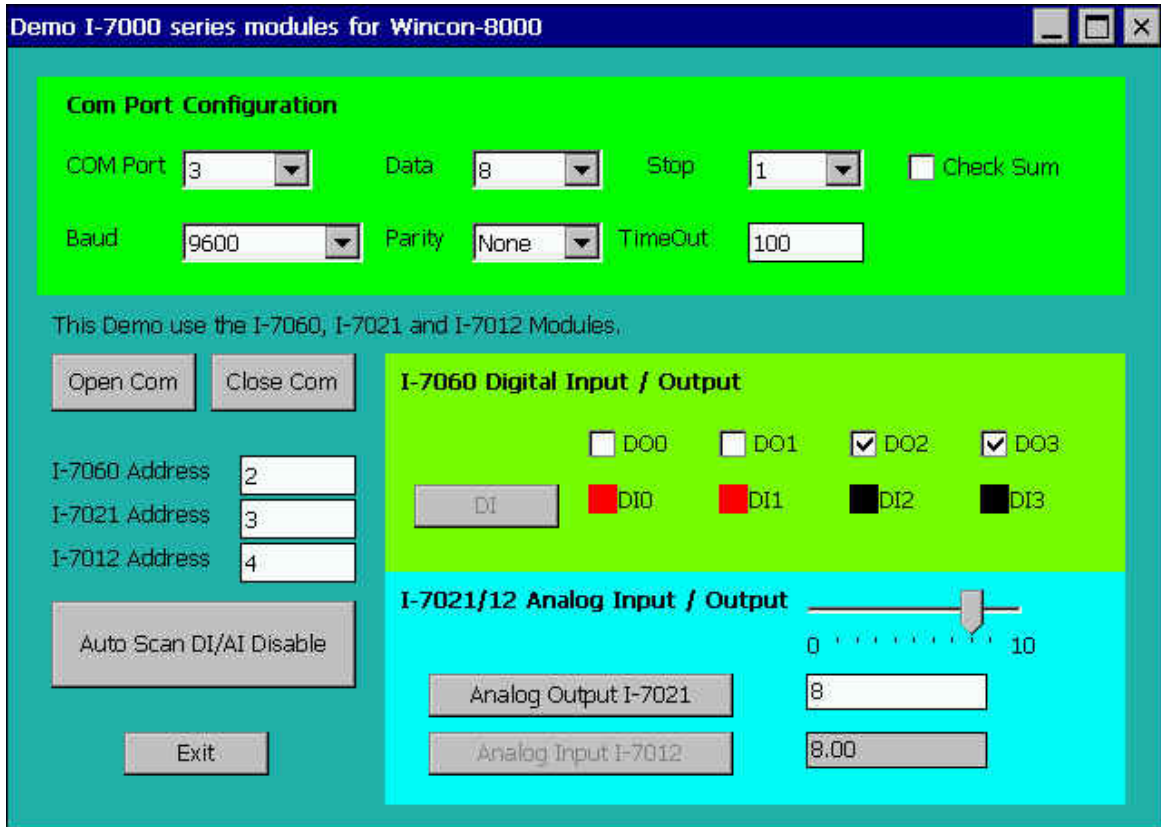 Demo I-7000 series modules for Wincon-8000
Com Port Configuration
COM Port 3 Data 8 Stop 1 Check Sum
Baud 9600 Parity None TimeOut 100
This Demo use the I-7060, I-7021 and I-7012 Modules.
Open Com Close Com
I-7060 Address 2
I-7021 Address 3
I-7012 Address 4
Auto Scan DI/AI Disable
Exit
I-7060 Digital Input / Output
DO0 DO1 DO2 DO3
DI DI0 DI1 DI2 DI3
I-7021/12 Analog Input / Output
0 10
Analog Output I-7021 8
Analog Input I-7012 8.00